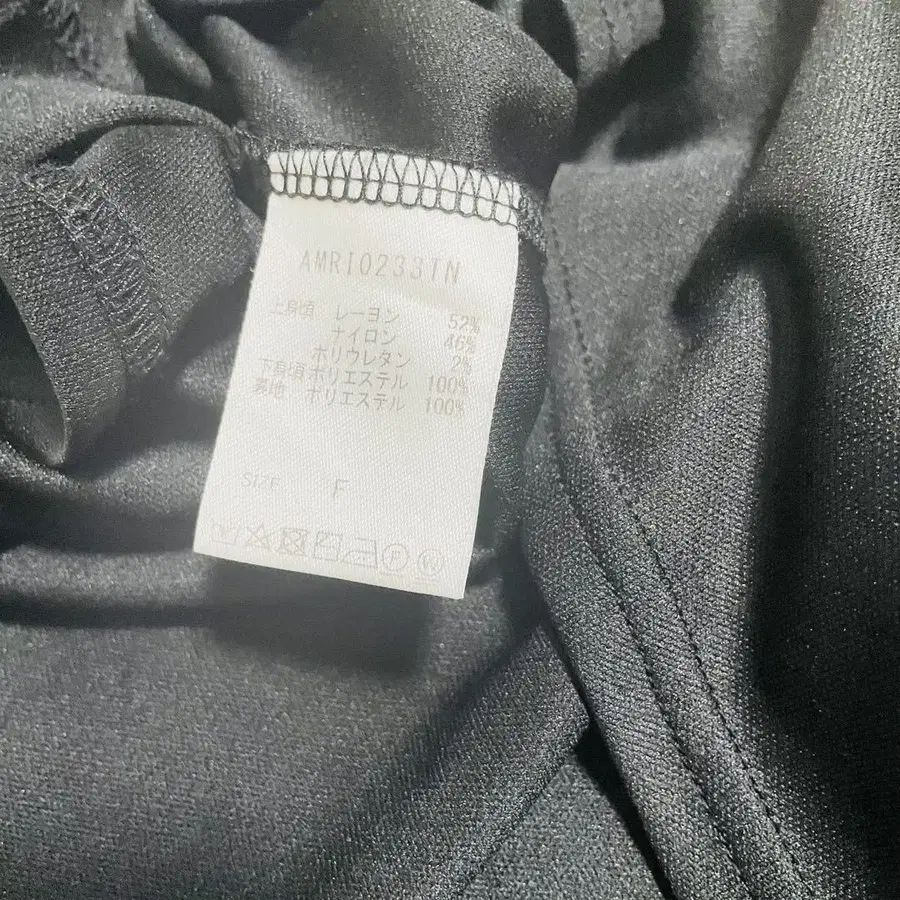 AMRI0233TN
上身頃 レーヨン 52%
ナイロン 46%
ポリウレタン 2%
下身頃 ポリエステル 100%
裏地 ポリエステル 100%
SIZE F
F W